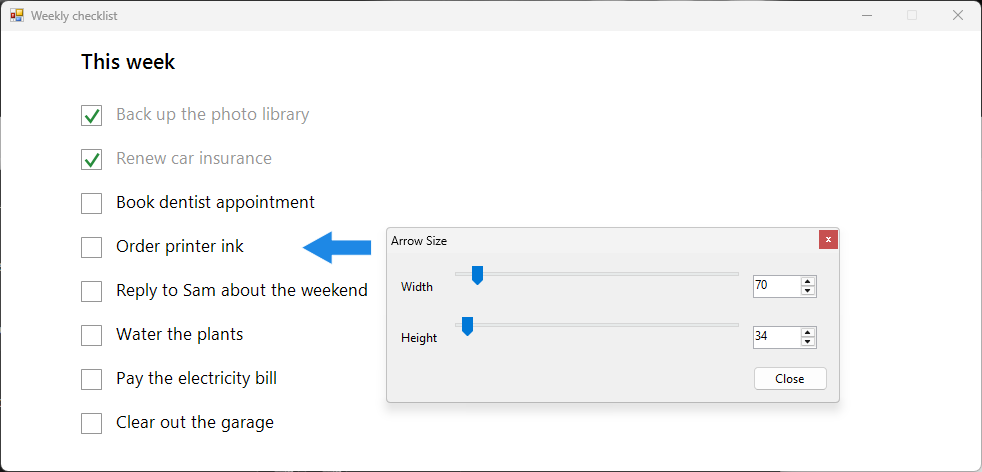 Weekly checklist
This week
Back up the photo library
Renew car insurance
Book dentist appointment
Order printer ink
Reply to Sam about the weekend
Water the plants
Pay the electricity bill
Clear out the garage
Arrow Size
x
Width
70
Height
34
Close